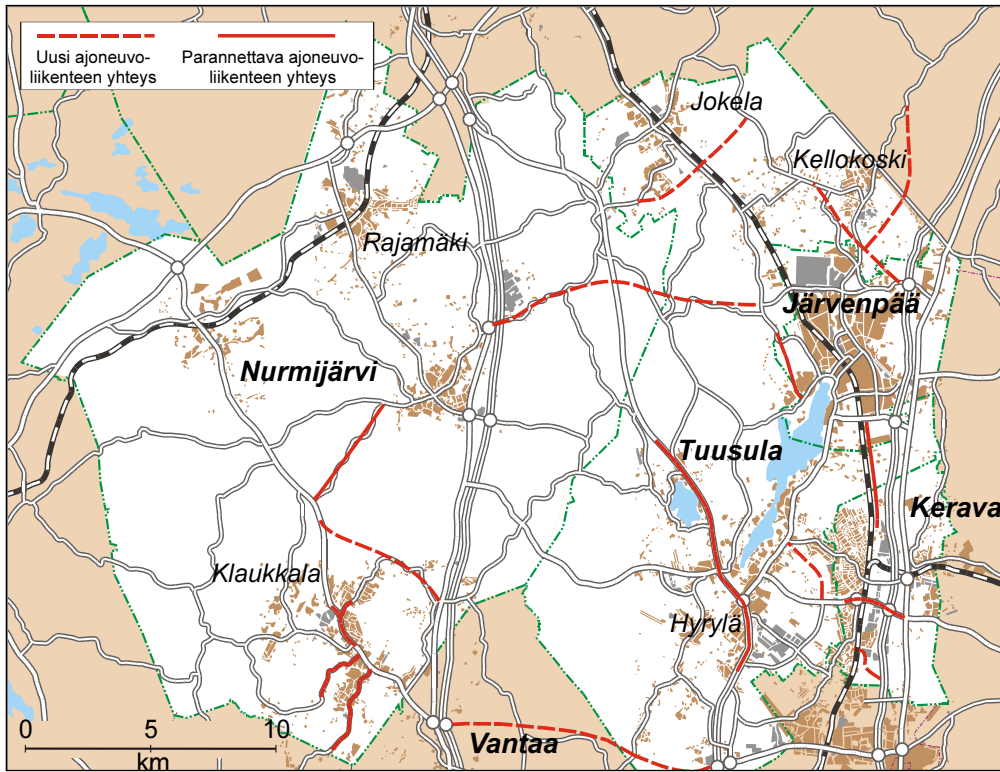 Uusi ajoneuvo-
liikenteen yhteys
Parannettava ajoneuvo-
liikenteen yhteys
Jokela
Kellokoski
Rajamäki
Järvenpää
Nurmijärvi
Tuusula
Kerava
Klaukkala
Hyrylä
Vantaa
0 5 10
km